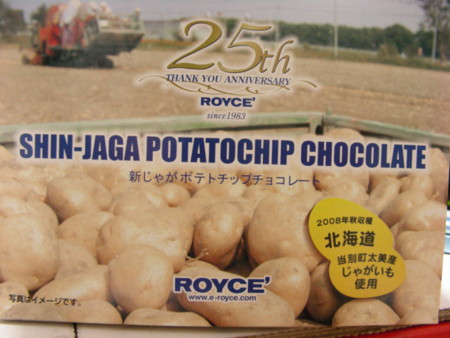 25th
THANK YOU ANNIVERSARY
ROYCE'
since1983
SHIN-JAGA POTATOCHIP CHOCOLATE
新じゃがポテトチップチョコレート
2008年秋収穫
北海道
当別町太美産
じゃがいも
使用
ROYCE'
www.e-royce.com
写真はイメージです。